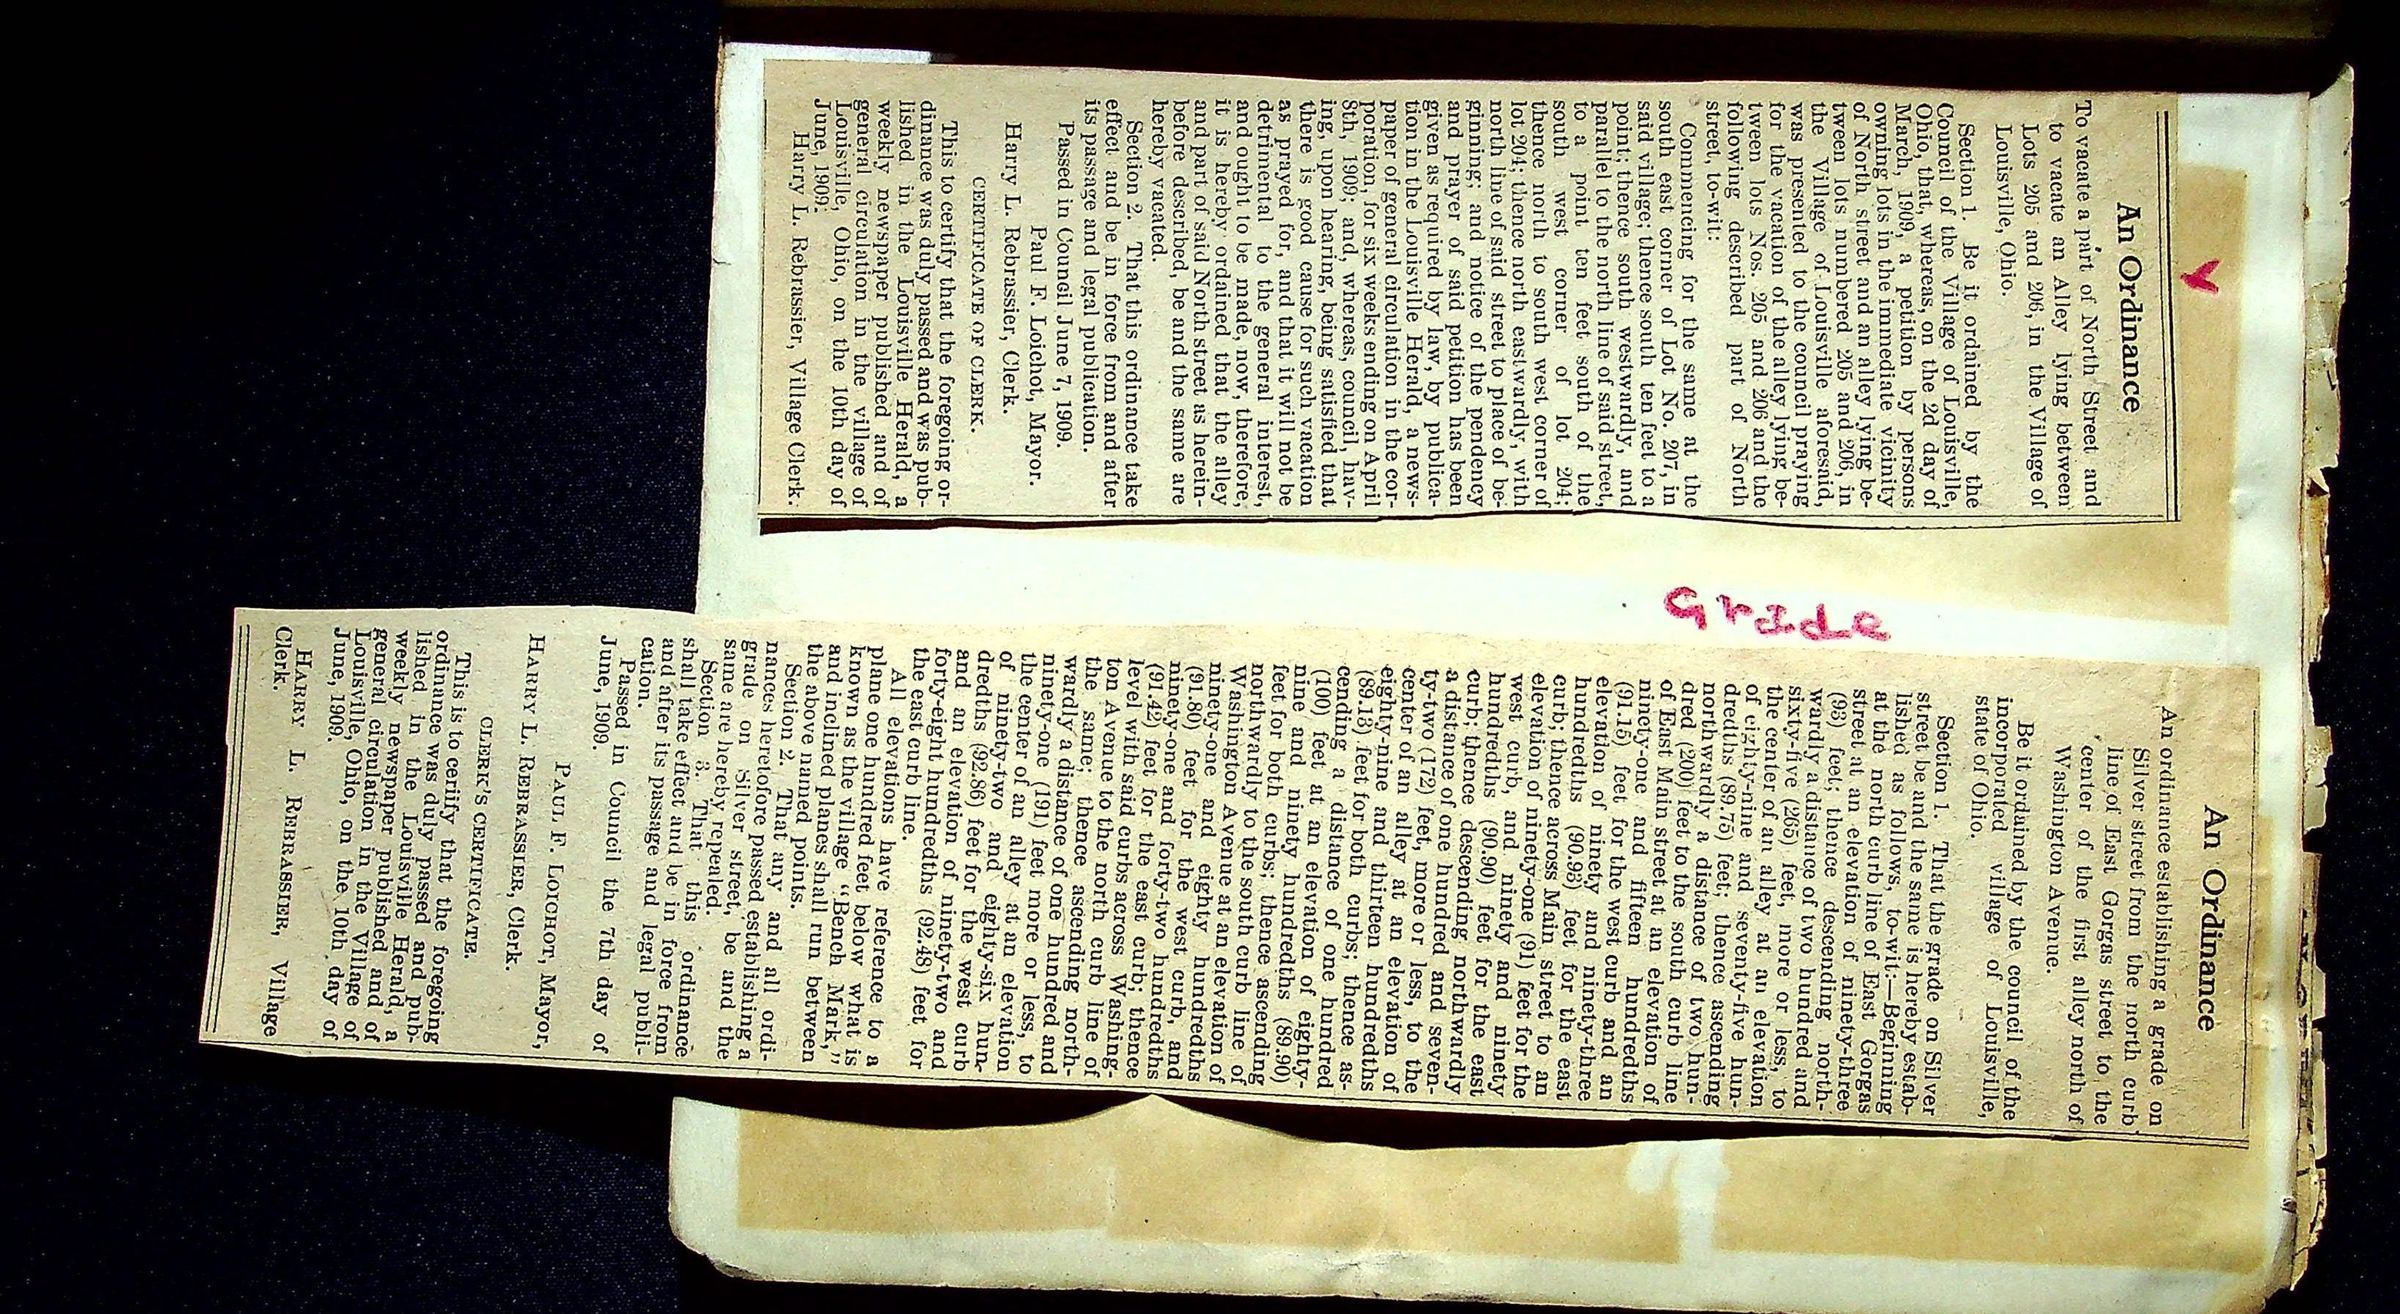 V
An Ordinance
To vacate a part of North Street and
to vacate an Alley lying between
Lots 205 and 206, in the Village of
Louisville, Ohio.
Section 1. Be it ordained by the
Council of the Village of Louisville,
Ohio, that, whereas, on the 2d day of
March, 1909, a petition by persons
owning lots in the immediate vicinity
of North street and an alley lying be-
tween lots numbered 205 and 206, in
the Village of Louisville aforesaid,
was presented to the council praying
for the vacation of the alley lying be-
tween lots Nos. 205 and 206 and the
following described part of North
street, to-wit:
Commencing for the same at the
south east corner of Lot No. 207, in
said village; thence south ten feet to a
point; thence south westwardly, and
parallel to the north line of said street,
to a point ten feet south of the
south west corner of lot 204;
thence north to south west corner of
lot 204; thence north eastwardly, with
north line of said street to place of be-
ginning; and notice of the pendency
and prayer of said petition has been
given as required by law, by publica-
tion in the Louisville Herald, a news-
paper of general circulation in the cor-
poration, for six weeks ending on April
8th, 1909; and, whereas, council, hav-
ing, upon hearing, being satisfied that
there is good cause for such vacation
as prayed for, and that it will not be
detrimental to the general interest,
and ought to be made, now, therefore,
it is hereby ordained that the alley
and part of said North street as herein-
before described, be and the same are
hereby vacated.
Section 2. That this ordinance take
effect and be in force from and after
its passage and legal publication.
Passed in Council June 7, 1909.
Paul F. Loichot, Mayor.
Harry L. Rebrassier, Clerk.
CERTIFICATE OF CLERK.
This to certify that the foregoing or-
dinance was duly passed and was pub-
lished in the Louisville Herald, a
weekly newspaper published and of
general circulation in the village of
Louisville, Ohio, on the 10th day of
June, 1909.
Harry L. Rebrassier, Village Clerk.
Grade
An Ordinance
An ordinance establishing a grade on
Silver street from the north curb
line of East Gorgas street to the
center of the first alley north of
Washington Avenue.
Be it ordained by the council of the
incorporated village of Louisville,
state of Ohio.
Section 1. That the grade on Silver
street be and the same is hereby estab-
lished as follows, to-wit:—Beginning
at the north curb line of East Gorgas
street at an elevation of ninety-three
(93) feet; thence descending north-
wardly a distance of two hundred and
sixty-five (265) feet, more or less, to
the center of an alley at an elevation
of eighty-nine and seventy-five hun-
dredths (89.75) feet; thence ascending
northwardly a distance of two hun-
dred (200) feet to the south curb line
of East Main street at an elevation of
ninety-one and fifteen hundredths
(91.15) feet for the west curb and an
elevation of ninety and ninety-three
hundredths (90.93) feet for the east
curb; thence across Main street to an
elevation of ninety-one (91) feet for the
west curb, and ninety and ninety
hundredths (90.90) feet for the east
curb; thence descending northwardly
a distance of one hundred and seven-
ty-two (172) feet, more or less, to the
center of an alley at an elevation of
eighty-nine and thirteen hundredths
(89.13) feet for both curbs; thence as-
cending a distance of one hundred
(100) feet at an elevation of eighty-
nine and ninety hundredths (89.90)
feet for both curbs; thence ascending
northwardly to the south curb line of
Washington Avenue at an elevation of
ninety-one and eighty hundredths
(91.80) feet for the west curb, and
ninety-one and forty-two hundredths
(91.42) feet for the east curb; thence
level with said curbs across Washing-
ton Avenue to the north curb line of
the same; thence ascending north-
wardly a distance of one hundred and
ninety-one (191) feet more or less, to
the center of an alley at an elevation
of ninety-two and eighty-six hun-
dredths (92.86) feet for the west curb
and an elevation of ninety-two and
forty-eight hundredths (92.48) feet for
the east curb line.
All elevations have reference to a
plane one hundred feet below what is
known as the village "Bench Mark,"
and inclined planes shall run between
the above named points.
Section 2. That any and all ordi-
nances heretofore passed establishing a
grade on Silver street, be and the
same are hereby repealed.
Section 3. That this ordinance
shall take effect and be in force from
and after its passage and legal publi-
cation.
Passed in Council the 7th day of
June, 1909.
PAUL F. LOICHOT, Mayor,
HARRY L. REBRASSIER, Clerk.
CLERK'S CERTIFICATE.
This is to certify that the foregoing
ordinance was duly passed and pub-
lished in the Louisville Herald, a
weekly newspaper published and of
general circulation in the Village of
Louisville, Ohio, on the 10th day of
June, 1909.
HARRY L. REBRASSIER, Village
Clerk.